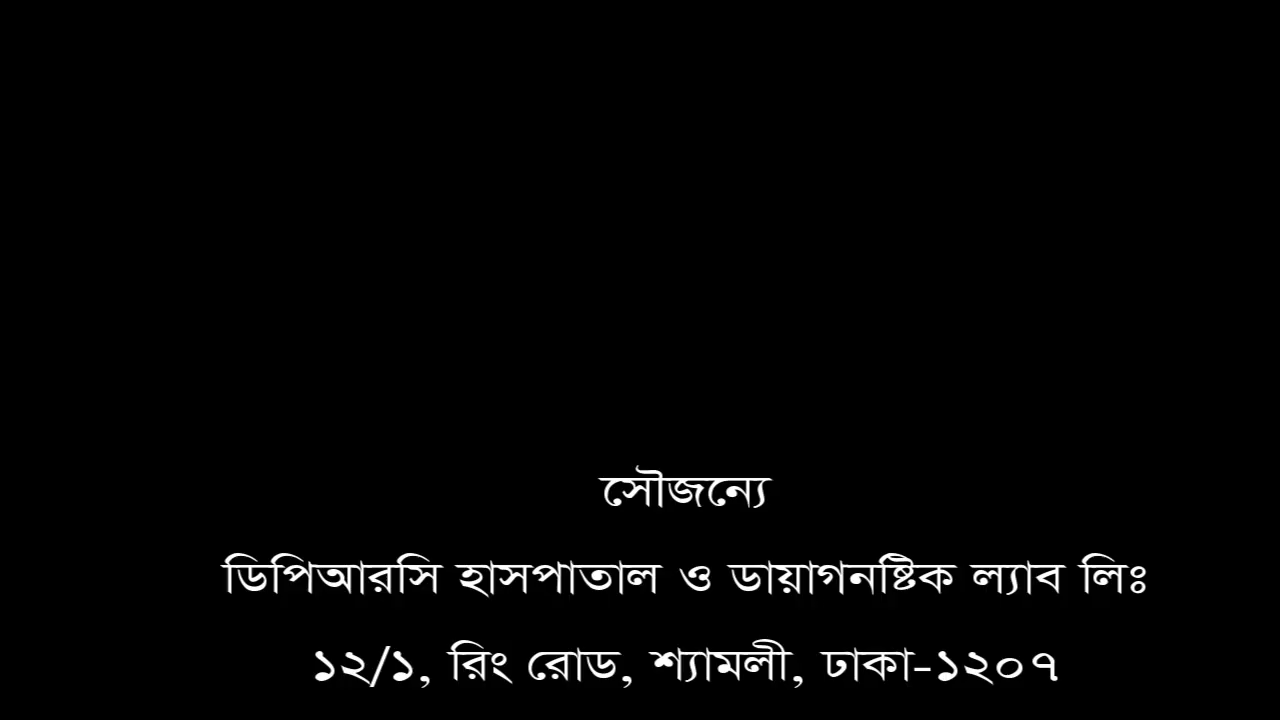 সৌজন্যে
ডিপিআরসি হাসপাতাল ও ডায়াগনষ্টিক ল্যাব লিঃ
১২/১, রিং রোড, শ্যামলী, ঢাকা-১২০৭